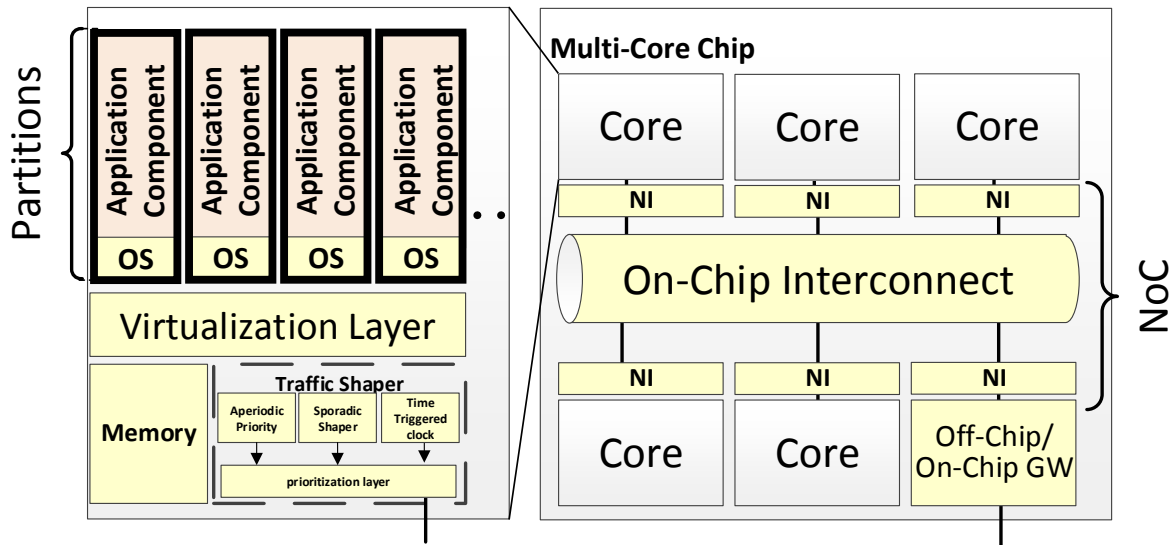 Partitions
Application
Component
OS
Application
Component
OS
Application
Component
OS
Application
Component
OS
. .
Virtualization Layer
Memory
Traffic Shaper
Aperiodic
Priority
Sporadic
Shaper
Time
Triggered
clock
prioritization layer
Multi-Core Chip
Core
Core
Core
NI
NI
NI
On-Chip Interconnect
NoC
NI
NI
NI
Core
Core
Off-Chip/
On-Chip GW